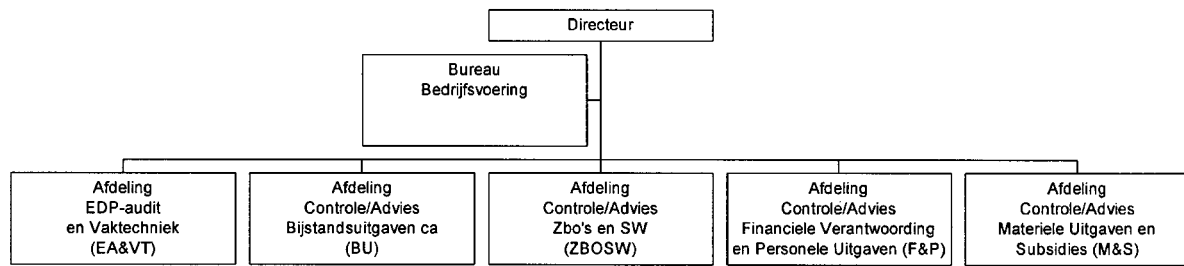 Directeur
Bureau
Bedrijfsvoering
Afdeling
EDP-audit
en Vaktechniek
(EA&VT)
Afdeling
Controle/Advies
Bijstandsuitgaven ca
(BU)
Afdeling
Controle/Advies
Zbo's en SW
(ZBOSW)
Afdeling
Controle/Advies
Financiele Verantwoording
en Personele Uitgaven (F&P)
Afdeling
Controle/Advies
Materiele Uitgaven en
Subsidies (M&S)